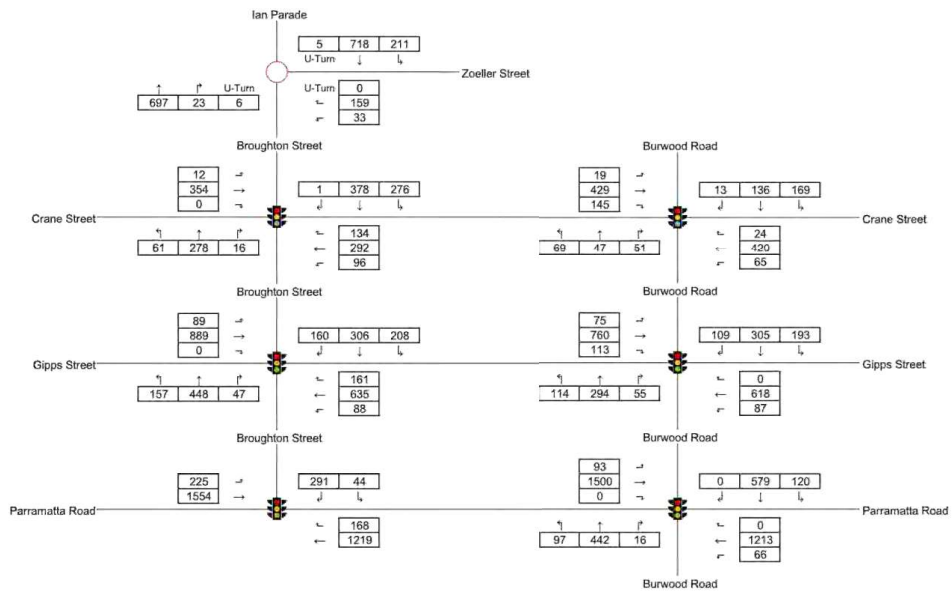 Ian Parade
5 718 211
U-Turn ↓ ↳
Zoeller Street
↑ ↱ U-Turn
697 23 6
U-Turn 0
159
33
Broughton Street
Burwood Road
12
354 →
0
1 378 276
19
429 →
145
13 136 169
Crane Street
Crane Street
61 278 16
134
← 292
96
69 47 51
24
← 420
65
Broughton Street
Burwood Road
89
889 →
0
160 306 208
75
760 →
113
109 305 193
Gipps Street
Gipps Street
157 448 47
161
← 635
88
114 294 55
0
← 618
87
Broughton Street
Burwood Road
225
1554 →
291 44
93
1500 →
0
0 579 120
Parramatta Road
Parramatta Road
168
← 1219
97 442 16
0
← 1213
66
Burwood Road